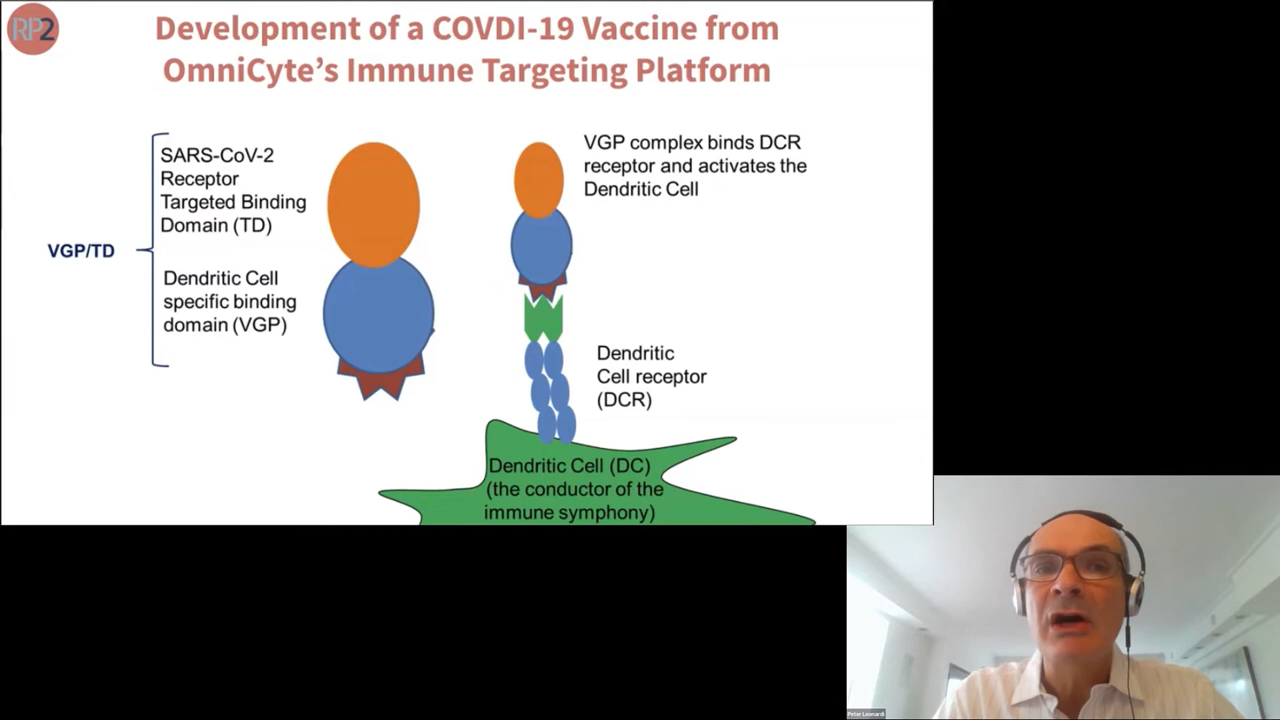 RP2
Development of a COVDI-19 Vaccine from
OmniCyte's Immune Targeting Platform
SARS-CoV-2
Receptor
Targeted Binding
Domain (TD)
VGP/TD
Dendritic Cell
specific binding
domain (VGP)
VGP complex binds DCR
receptor and activates the
Dendritic Cell
Dendritic
Cell receptor
(DCR)
Dendritic Cell (DC)
(the conductor of the
immune symphony)
Peter Leonardi